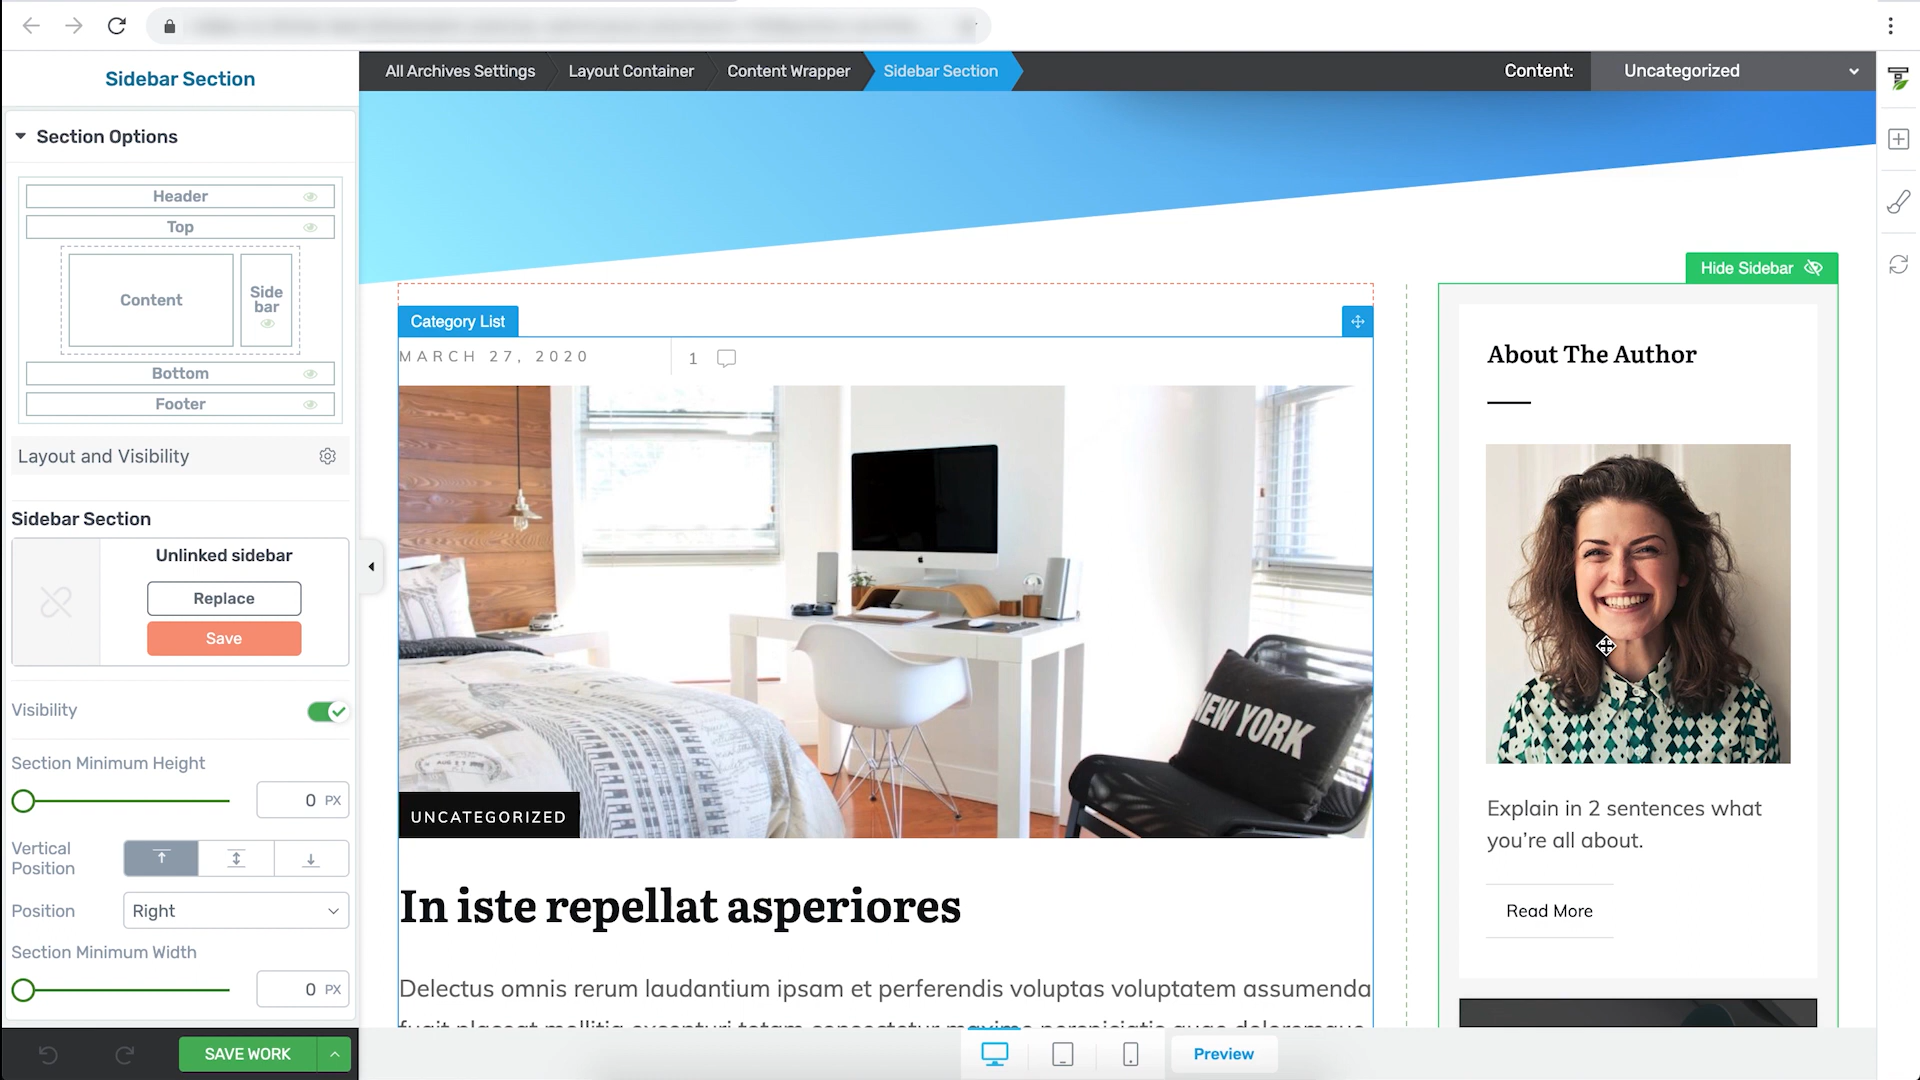 Sidebar Section
All Archives Settings
Layout Container
Content Wrapper
Sidebar Section
Content:
Uncategorized
Section Options
Header
Top
Content
Side
bar
Bottom
Footer
Layout and Visibility
Sidebar Section
Unlinked sidebar
Replace
Save
Visibility
Section Minimum Height
0 PX
Vertical
Position
Position
Right
Section Minimum Width
0 PX
SAVE WORK
Hide Sidebar
Category List
MARCH 27, 2020
1
NEW YORK
UNCATEGORIZED
In iste repellat asperiores
Delectus omnis rerum laudantium ipsam et perferendis voluptas voluptatem assumenda
About The Author
Explain in 2 sentences what
you’re all about.
Read More
Preview